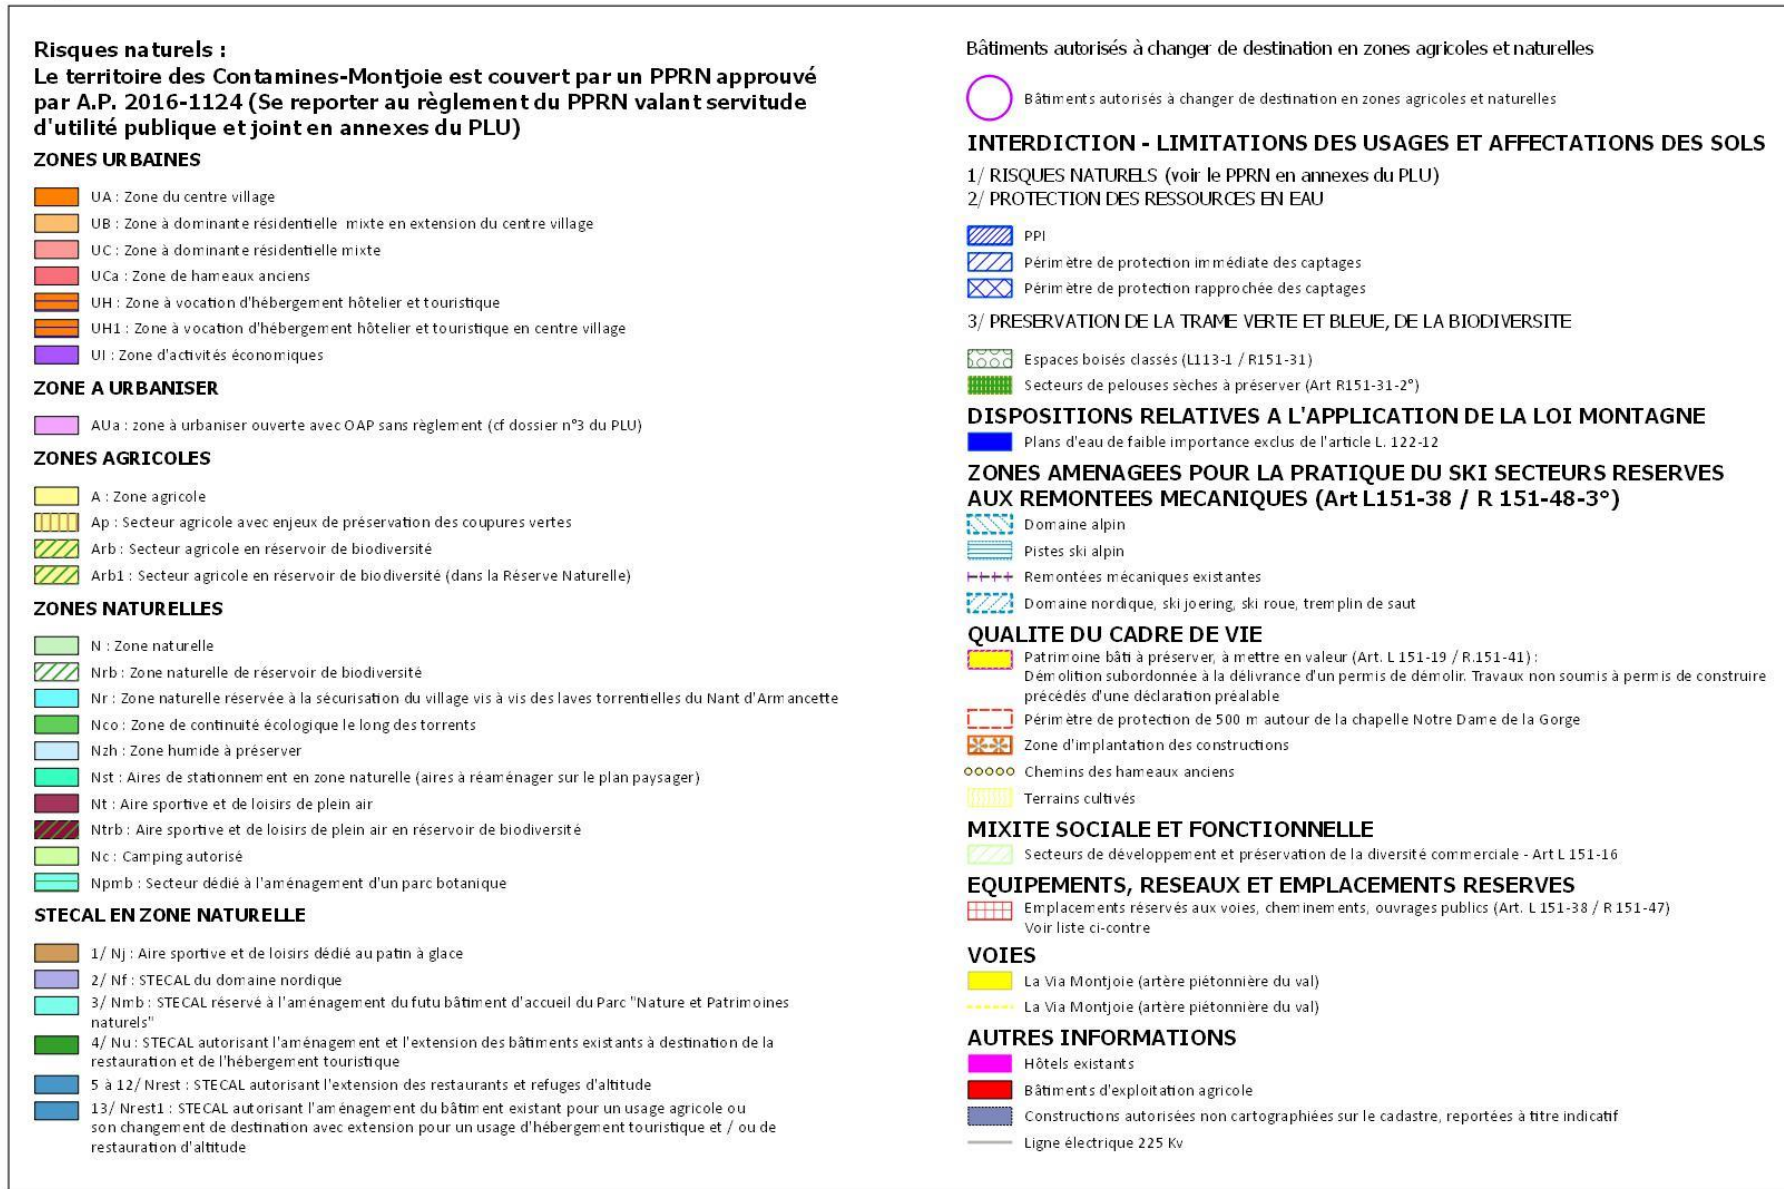 Risques naturels :
Le territoire des Contamines-Montjoie est couvert par un PPRN approuvé
par A.P. 2016-1124 (Se reporter au règlement du PPRN valant servitude
d'utilité publique et joint en annexes du PLU)
ZONES URBAINES
UA : Zone du centre village
UB : Zone à dominante résidentielle mixte en extension du centre village
UC : Zone à dominante résidentielle mixte
UCa : Zone de hameaux anciens
UH : Zone à vocation d'hébergement hôtelier et touristique
UH1 : Zone à vocation d'hébergement hôtelier et touristique en centre village
UI : Zone d'activités économiques
ZONE A URBANISER
AUa : zone à urbaniser ouverte avec OAP sans règlement (cf dossier n°3 du PLU)
ZONES AGRICOLES
A : Zone agricole
Ap : Secteur agricole avec enjeux de préservation des coupures vertes
Arb : Secteur agricole en réservoir de biodiversité
Arb1 : Secteur agricole en réservoir de biodiversité (dans la Réserve Naturelle)
ZONES NATURELLES
N : Zone naturelle
Nrb : Zone naturelle de réservoir de biodiversité
Nr : Zone naturelle réservée à la sécurisation du village vis à vis des laves torrentielles du Nant d'Armancette
Nco : Zone de continuité écologique le long des torrents
Nzh : Zone humide à préserver
Nst : Aires de stationnement en zone naturelle (aires à réaménager sur le plan paysager)
Nt : Aire sportive et de loisirs de plein air
Ntrb : Aire sportive et de loisirs de plein air en réservoir de biodiversité
Nc : Camping autorisé
Npmb : Secteur dédié à l'aménagement d'un parc botanique
STECAL EN ZONE NATURELLE
1/ Nj : Aire sportive et de loisirs dédié au patin à glace
2/ Nf : STECAL du domaine nordique
3/ Nmb : STECAL réservé à l'aménagement du futu bâtiment d'accueil du Parc "Nature et Patrimoines
naturels"
4/ Nu : STECAL autorisant l'aménagement et l'extension des bâtiments existants à destination de la
restauration et de l'hébergement touristique
5 à 12/ Nrest : STECAL autorisant l'extension des restaurants et refuges d'altitude
13/ Nrest1 : STECAL autorisant l'aménagement du bâtiment existant pour un usage agricole ou
son changement de destination avec extension pour un usage d'hébergement touristique et / ou de
restauration d'altitude
Bâtiments autorisés à changer de destination en zones agricoles et naturelles
Bâtiments autorisés à changer de destination en zones agricoles et naturelles
INTERDICTION - LIMITATIONS DES USAGES ET AFFECTATIONS DES SOLS
1/ RISQUES NATURELS (voir le PPRN en annexes du PLU)
2/ PROTECTION DES RESSOURCES EN EAU
PPI
Périmètre de protection immédiate des captages
Périmètre de protection rapprochée des captages
3/ PRESERVATION DE LA TRAME VERTE ET BLEUE, DE LA BIODIVERSITE
Espaces boisés classés (L113-1 / R151-31)
Secteurs de pelouses sèches à préserver (Art R151-31-2°)
DISPOSITIONS RELATIVES A L'APPLICATION DE LA LOI MONTAGNE
Plans d'eau de faible importance exclus de l'article L. 122-12
ZONES AMENAGEES POUR LA PRATIQUE DU SKI SECTEURS RESERVES
AUX REMONTEES MECANIQUES (Art L151-38 / R 151-48-3°)
Domaine alpin
Pistes ski alpin
Remontées mécaniques existantes
Domaine nordique, ski joering, ski roue, tremplin de saut
QUALITE DU CADRE DE VIE
Patrimoine bâti à préserver, à mettre en valeur (Art. L 151-19 / R.151-41) :
Démolition subordonnée à la délivrance d'un permis de démolir. Travaux non soumis à permis de construire
précédés d'une déclaration préalable
Périmètre de protection de 500 m autour de la chapelle Notre Dame de la Gorge
Zone d'implantation des constructions
Chemins des hameaux anciens
Terrains cultivés
MIXITE SOCIALE ET FONCTIONNELLE
Secteurs de développement et préservation de la diversité commerciale - Art L 151-16
EQUIPEMENTS, RESEAUX ET EMPLACEMENTS RESERVES
Emplacements réservés aux voies, cheminements, ouvrages publics (Art. L 151-38 / R 151-47)
Voir liste ci-contre
VOIES
La Via Montjoie (artère piétonnière du val)
La Via Montjoie (artère piétonnière du val)
AUTRES INFORMATIONS
Hôtels existants
Bâtiments d'exploitation agricole
Constructions autorisées non cartographiées sur le cadastre, reportées à titre indicatif
Ligne électrique 225 Kv